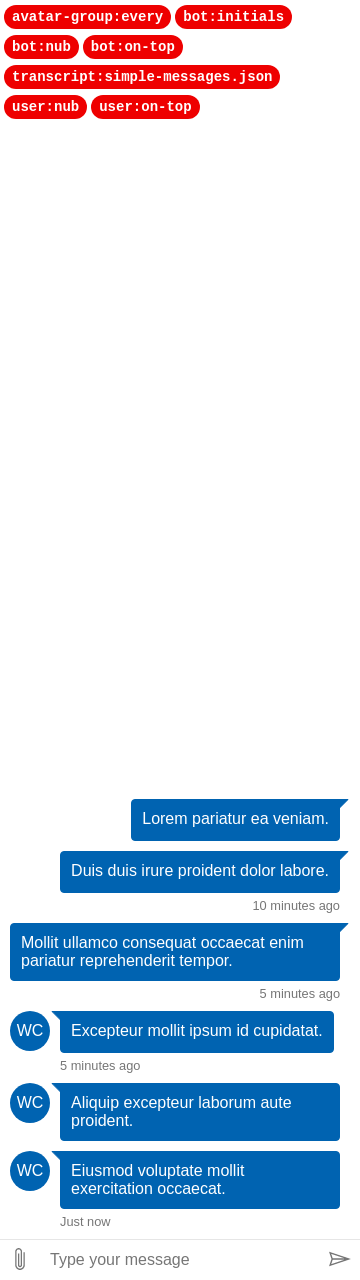 avatar-group:every bot:initials
bot:nub bot:on-top
transcript:simple-messages.json
user:nub user:on-top
Lorem pariatur ea veniam.
Duis duis irure proident dolor labore.
10 minutes ago
Mollit ullamco consequat occaecat enim
pariatur reprehenderit tempor.
5 minutes ago
WC Excepteur mollit ipsum id cupidatat.
5 minutes ago
WC Aliquip excepteur laborum aute
proident.
WC Eiusmod voluptate mollit
exercitation occaecat.
Just now
Type your message